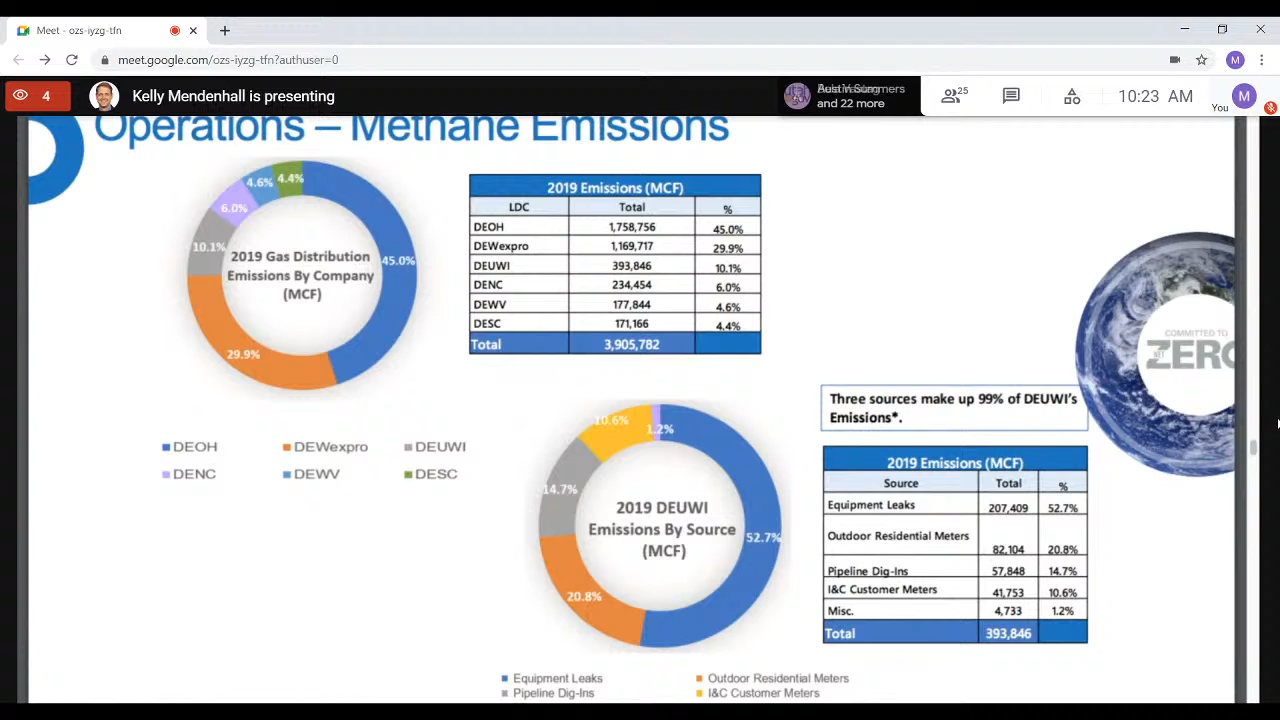 Meet - ozs-iyzg-tfn
meet.google.com/ozs-iyzg-tfn?authuser=0
M
4
Kelly Mendenhall is presenting
and 22 more
25
10:23 AM
You
M
Operations – Methane Emissions
4.6%
4.4%
6.0%
10.1%
45.0%
29.9%
2019 Gas Distribution
Emissions By Company
(MCF)
DEOH DEWexpro DEUWI
DENC DEWV DESC
2019 Emissions (MCF)
LDC Total %
DEOH 1,758,756 45.0%
DEWexpro 1,169,717 29.9%
DEUWI 393,846 10.1%
DENC 234,454 6.0%
DEWV 177,844 4.6%
DESC 171,166 4.4%
Total 3,905,782
COMMITTED TO
NET
ZERO
Three sources make up 99% of DEUWI's
Emissions*.
10.6%
1.2%
14.7%
52.7%
20.8%
2019 DEUWI
Emissions By Source
(MCF)
Equipment Leaks Outdoor Residential Meters
Pipeline Dig-Ins I&C Customer Meters
2019 Emissions (MCF)
Source Total %
Equipment Leaks 207,409 52.7%
Outdoor Residential Meters 82,104 20.8%
Pipeline Dig-Ins 57,848 14.7%
I&C Customer Meters 41,753 10.6%
Misc. 4,733 1.2%
Total 393,846